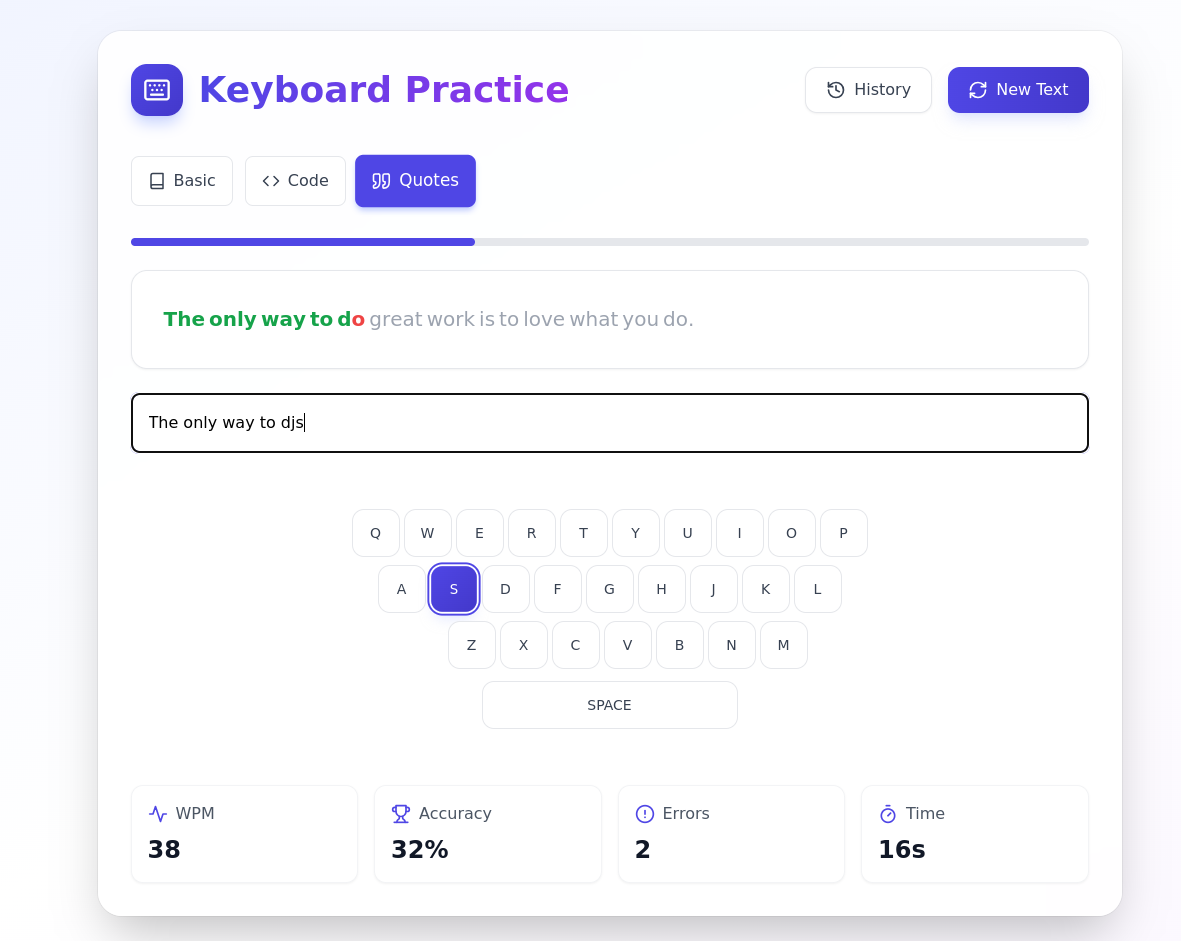 Keyboard Practice
History
New Text
Basic
Code
Quotes
The only way to do great work is to love what you do.
The only way to djs
Q W E R T Y U I O P
A S D F G H J K L
Z X C V B N M
SPACE
WPM
38
Accuracy
32%
Errors
2
Time
16s